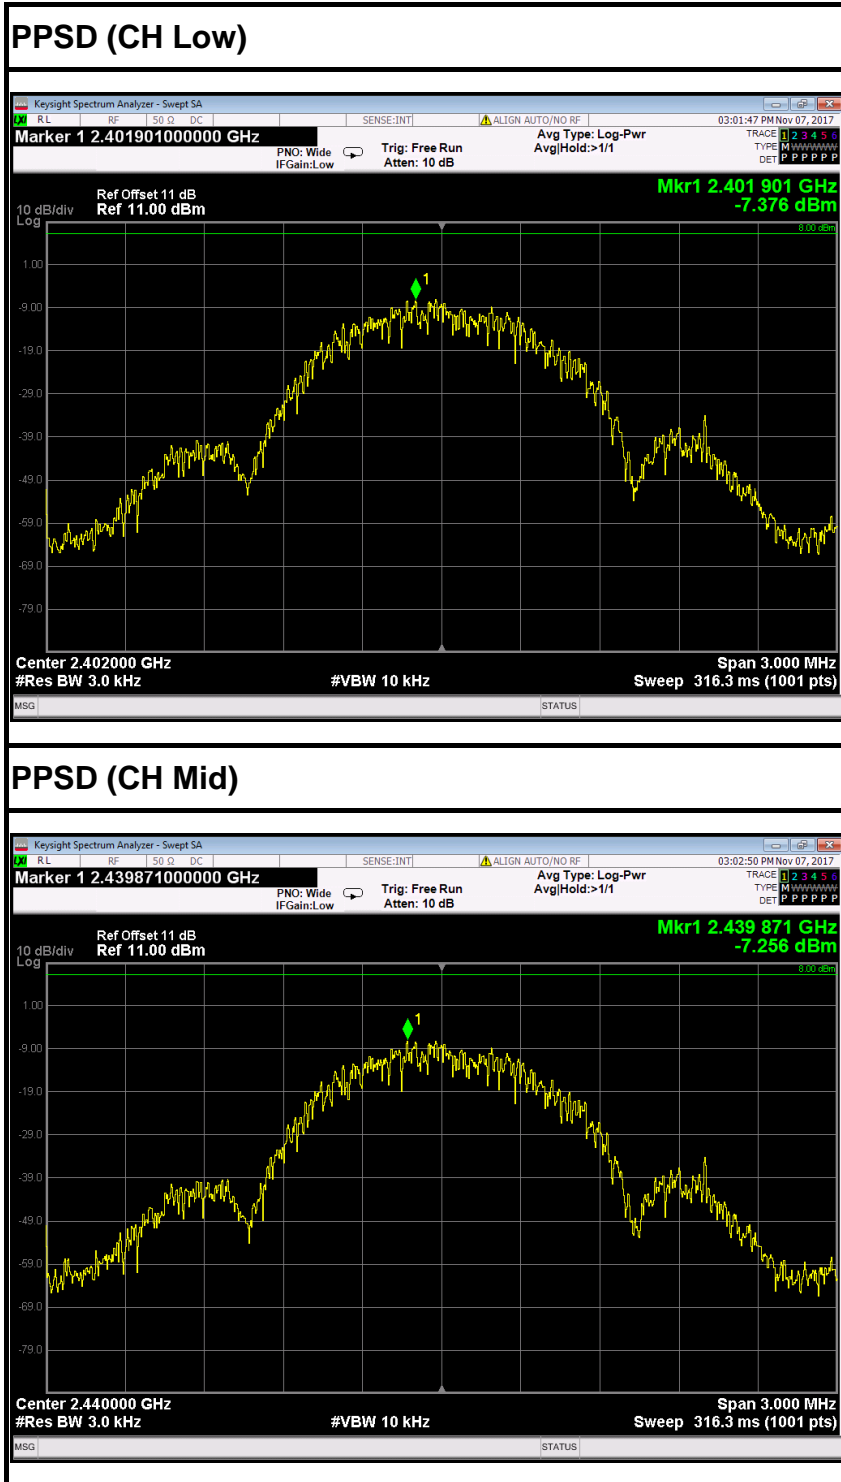 PPSD (CH Low)
Keysight Spectrum Analyzer - Swept SA
LXI RL RF 50 Ω DC SENSE:INT ALIGN AUTO/NO RF 03:01:47 PM Nov 07, 2017
Marker 1 2.401901000000 GHz
PNO: Wide
IFGain:Low
Trig: Free Run
Atten: 10 dB
Avg Type: Log-Pwr
Avg|Hold:>1/1
TRACE 1 2 3 4 5 6
TYPE M WWWWW
DET P P P P P P
Mkr1 2.401 901 GHz
-7.376 dBm
Ref Offset 11 dB
10 dB/div Ref 11.00 dBm
Log
8.00 dBm
1
1.00
-9.00
-19.0
-29.0
-39.0
-49.0
-59.0
-69.0
-79.0
Center 2.402000 GHz Span 3.000 MHz
#Res BW 3.0 kHz #VBW 10 kHz Sweep 316.3 ms (1001 pts)
MSG STATUS
PPSD (CH Mid)
Keysight Spectrum Analyzer - Swept SA
LXI RL RF 50 Ω DC SENSE:INT ALIGN AUTO/NO RF 03:02:50 PM Nov 07, 2017
Marker 1 2.439871000000 GHz
PNO: Wide
IFGain:Low
Trig: Free Run
Atten: 10 dB
Avg Type: Log-Pwr
Avg|Hold:>1/1
TRACE 1 2 3 4 5 6
TYPE M WWWWW
DET P P P P P P
Mkr1 2.439 871 GHz
-7.256 dBm
Ref Offset 11 dB
10 dB/div Ref 11.00 dBm
Log
8.00 dBm
1
1.00
-9.00
-19.0
-29.0
-39.0
-49.0
-59.0
-69.0
-79.0
Center 2.440000 GHz Span 3.000 MHz
#Res BW 3.0 kHz #VBW 10 kHz Sweep 316.3 ms (1001 pts)
MSG STATUS